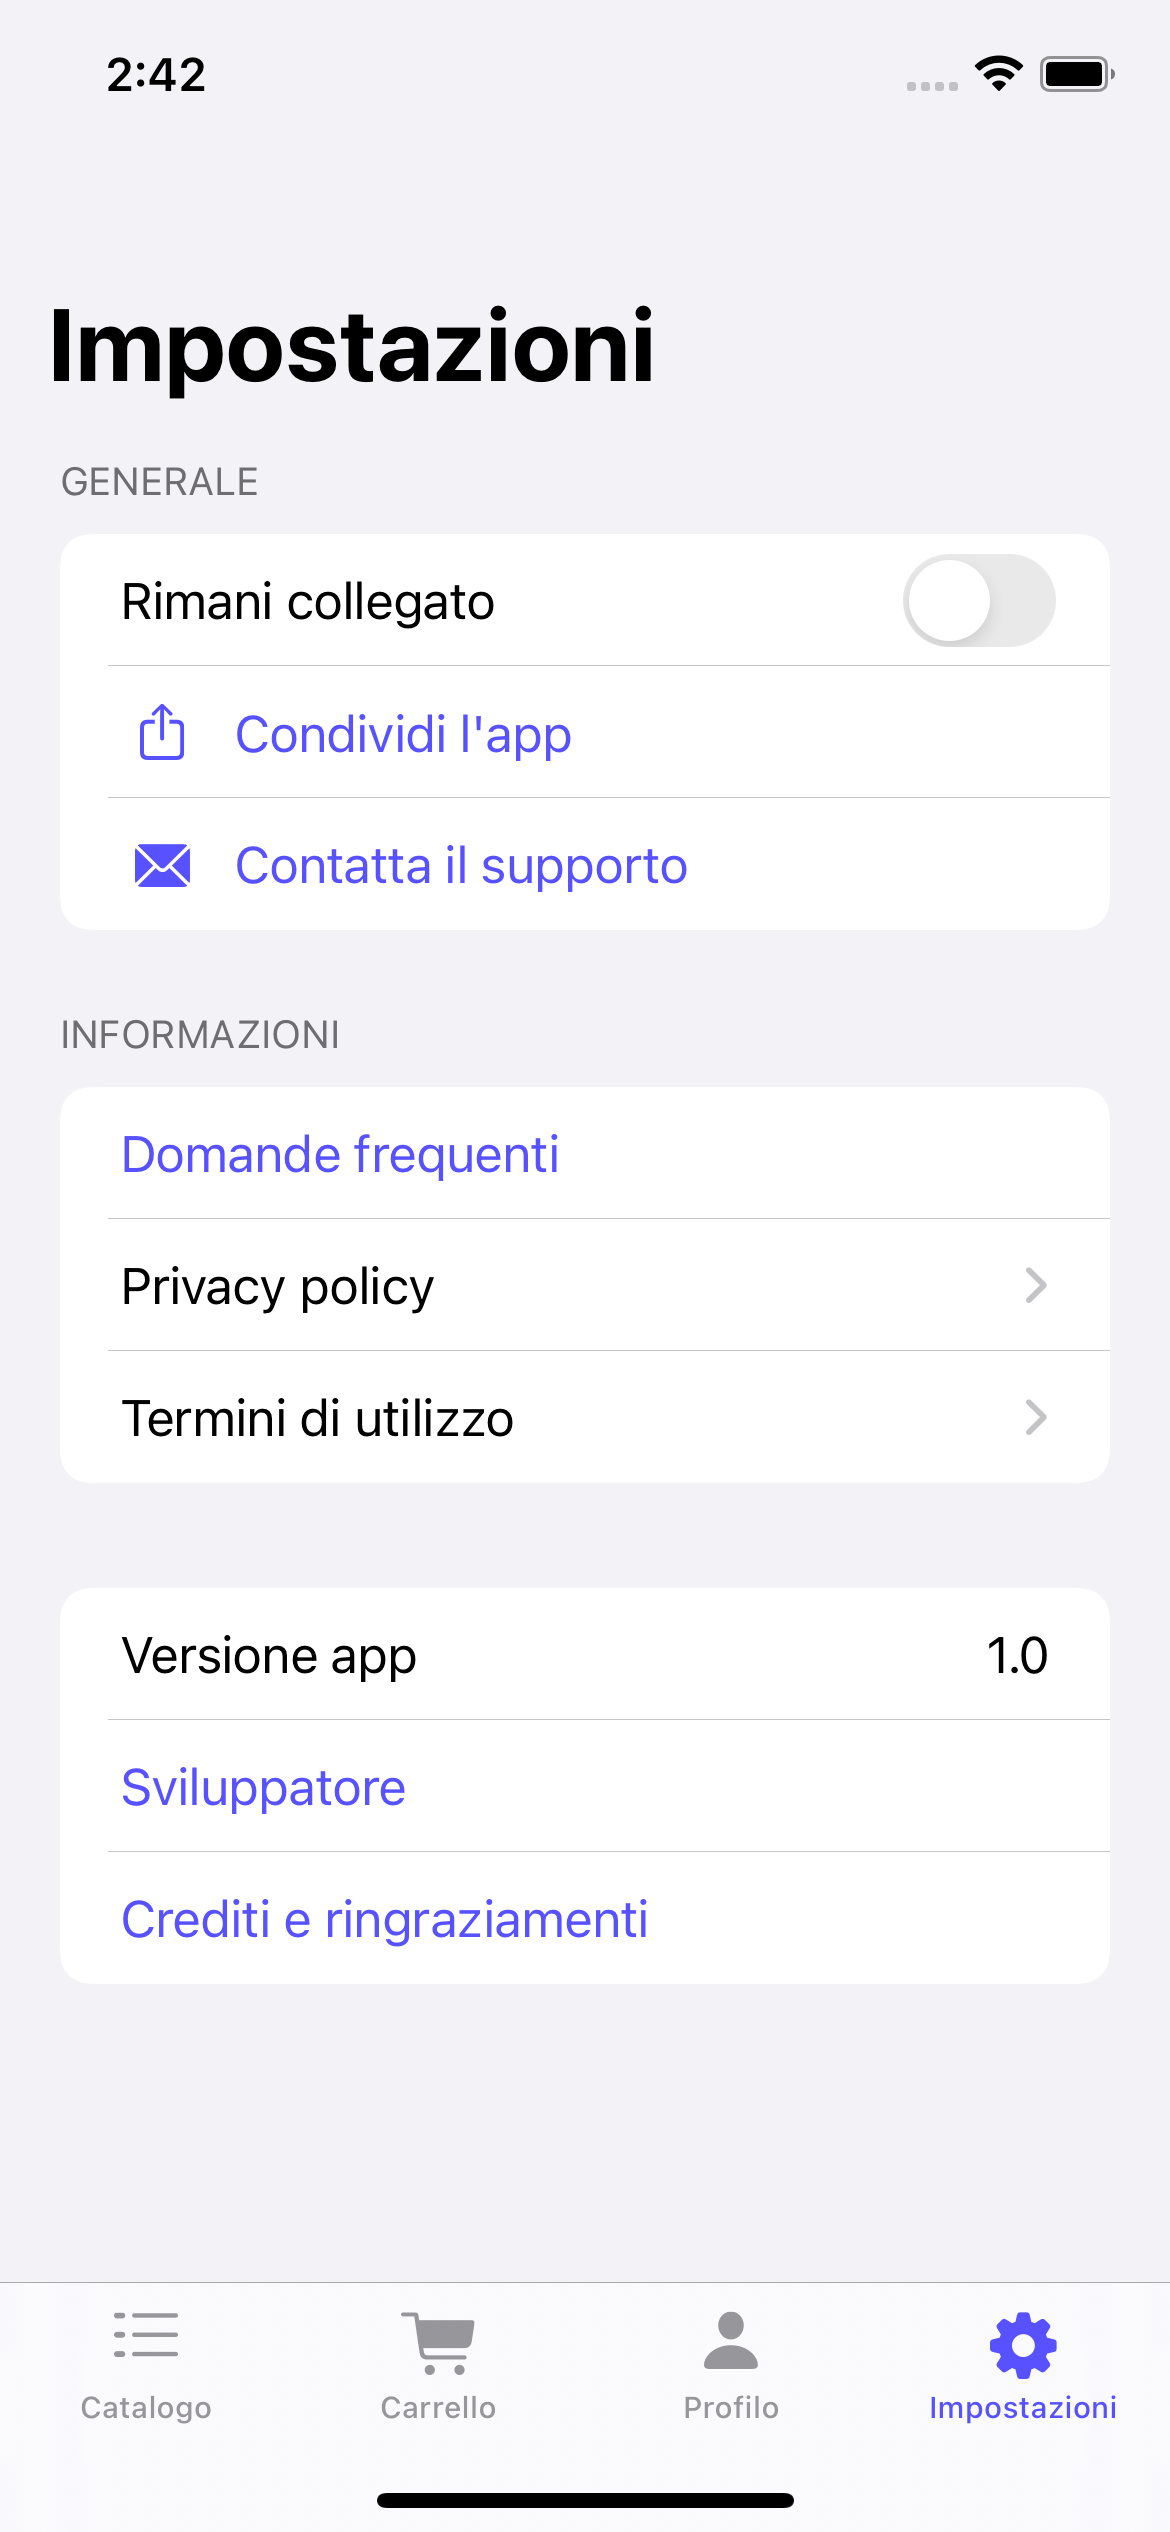 2:42
Impostazioni
GENERALE
Rimani collegato
Condividi l'app
Contatta il supporto
INFORMAZIONI
Domande frequenti
Privacy policy
Termini di utilizzo
Versione app 1.0
Sviluppatore
Crediti e ringraziamenti
Catalogo Carrello Profilo Impostazioni